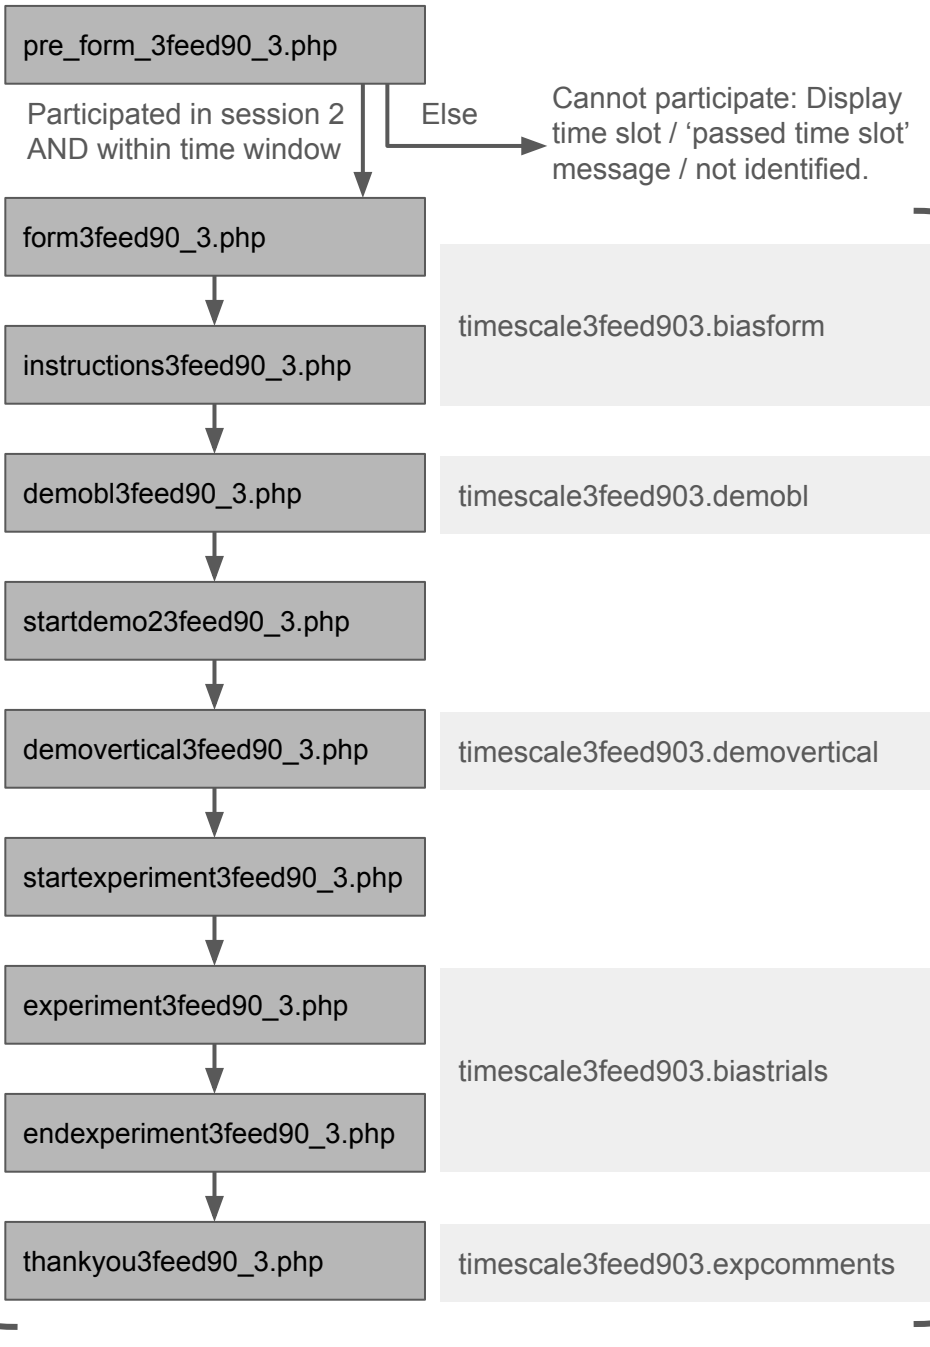 pre_form_3feed90_3.php
Participated in session 2
AND within time window
Else
Cannot participate: Display
time slot / ‘passed time slot’
message / not identified.
form3feed90_3.php
timescale3feed903.biasform
instructions3feed90_3.php
demobl3feed90_3.php
timescale3feed903.demobl
startdemo23feed90_3.php
demovertical3feed90_3.php
timescale3feed903.demovertical
startexperiment3feed90_3.php
experiment3feed90_3.php
timescale3feed903.biastrials
endexperiment3feed90_3.php
thankyou3feed90_3.php
timescale3feed903.expcomments